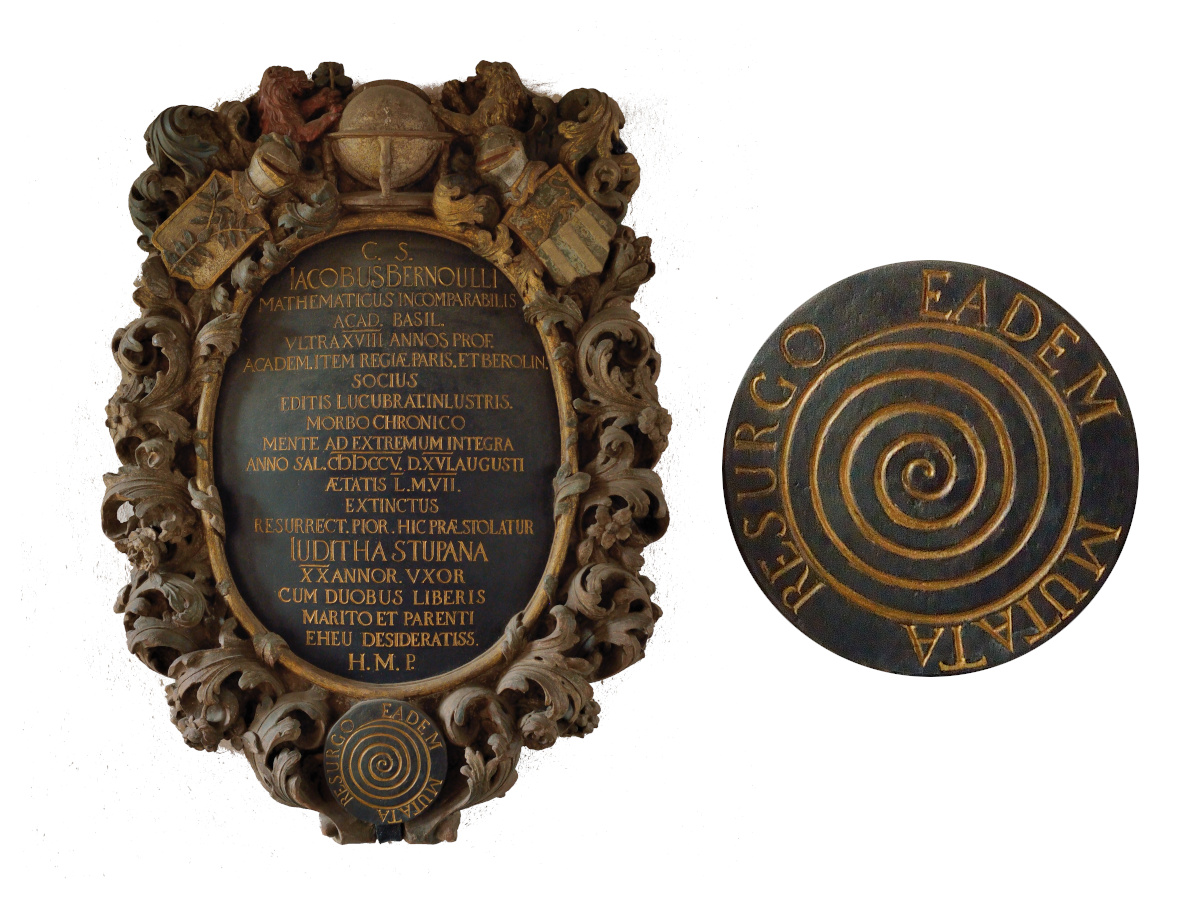 C. S.
IACOBUS BERNOULLI
MATHEMATICUS INCOMPARABILIS
ACAD. BASIL.
VLTRA XVIII ANNOS PROF.
ACADEM. ITEM REGIÆ. PARIS. ET BEROLIN.
SOCIUS
EDITIS LUCUBRAT. INLUSTRIS.
MORBO CHRONICO
MENTE AD EXTREMUM INTEGRA
ANNO SAL. CIↃIↃCCV. D. XVI. AUGUSTI
ÆTATIS L.M.VII.
EXTINCTUS
RESURRECT. PIOR. HIC PRÆSTOLATUR
IUDITHA STUPANA
XX ANNOR. VXOR
CUM DUOBUS LIBERIS
MARITO ET PARENTI
EHEU DESIDERATISS.
H. M. P.
EADEM MUTATA RESURGO
EADEM MUTATA RESURGO